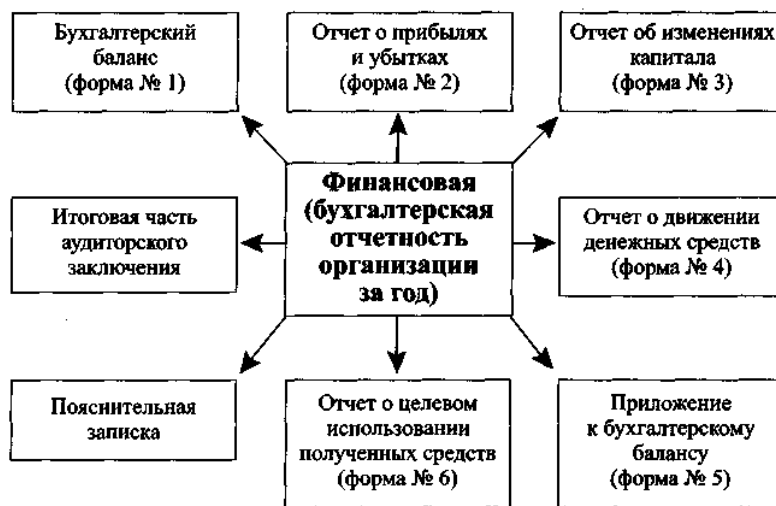 Бухгалтерский
баланс
(форма № 1)
Отчет о прибылях
и убытках
(форма № 2)
Отчет об изменениях
капитала
(форма № 3)
Итоговая часть
аудиторского
заключения
Финансовая
(бухгалтерская
отчетность
организации
за год)
Отчет о движении
денежных средств
(форма № 4)
Пояснительная
записка
Отчет о целевом
использовании
полученных средств
(форма № 6)
Приложение
к бухгалтерскому
балансу
(форма № 5)